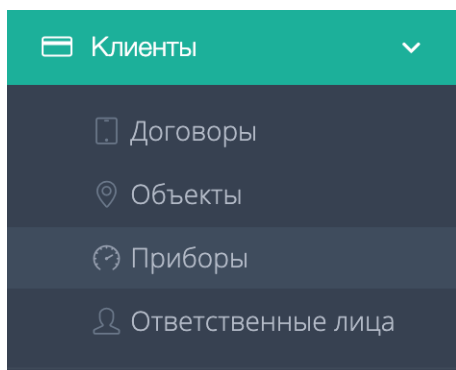 Клиенты
Договоры
Объекты
Приборы
Ответственные лица